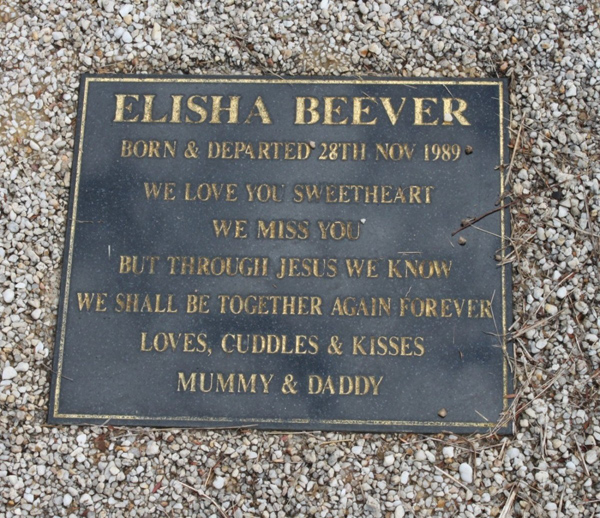 ELISHA BEEVER
BORN & DEPARTED 28TH NOV 1989
WE LOVE YOU SWEETHEART
WE MISS YOU
BUT THROUGH JESUS WE KNOW
WE SHALL BE TOGETHER AGAIN FOREVER
LOVES, CUDDLES & KISSES
MUMMY & DADDY